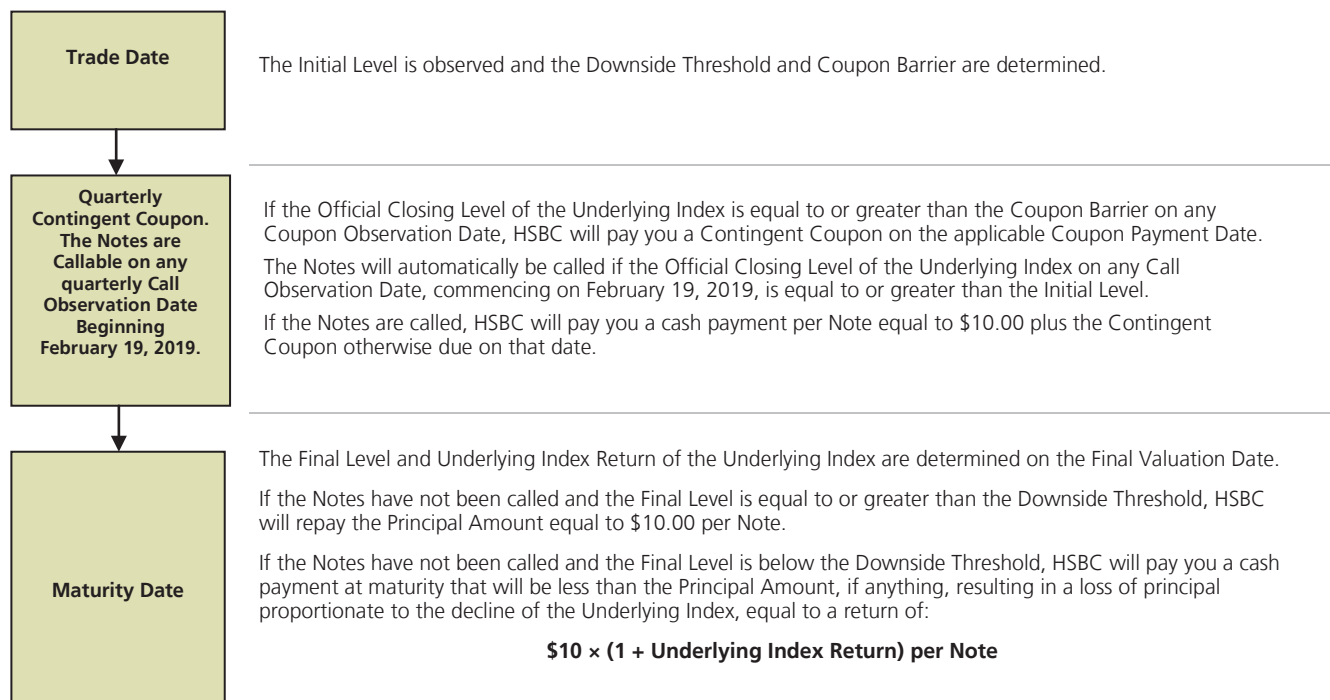 Trade Date
The Initial Level is observed and the Downside Threshold and Coupon Barrier are determined.
Quarterly
Contingent Coupon.
The Notes are
Callable on any
quarterly Call
Observation Date
Beginning
February 19, 2019.
If the Official Closing Level of the Underlying Index is equal to or greater than the Coupon Barrier on any
Coupon Observation Date, HSBC will pay you a Contingent Coupon on the applicable Coupon Payment Date.
The Notes will automatically be called if the Official Closing Level of the Underlying Index on any Call
Observation Date, commencing on February 19, 2019, is equal to or greater than the Initial Level.
If the Notes are called, HSBC will pay you a cash payment per Note equal to $10.00 plus the Contingent
Coupon otherwise due on that date.
Maturity Date
The Final Level and Underlying Index Return of the Underlying Index are determined on the Final Valuation Date.
If the Notes have not been called and the Final Level is equal to or greater than the Downside Threshold, HSBC
will repay the Principal Amount equal to $10.00 per Note.
If the Notes have not been called and the Final Level is below the Downside Threshold, HSBC will pay you a cash
payment at maturity that will be less than the Principal Amount, if anything, resulting in a loss of principal
proportionate to the decline of the Underlying Index, equal to a return of:
$10 × (1 + Underlying Index Return) per Note